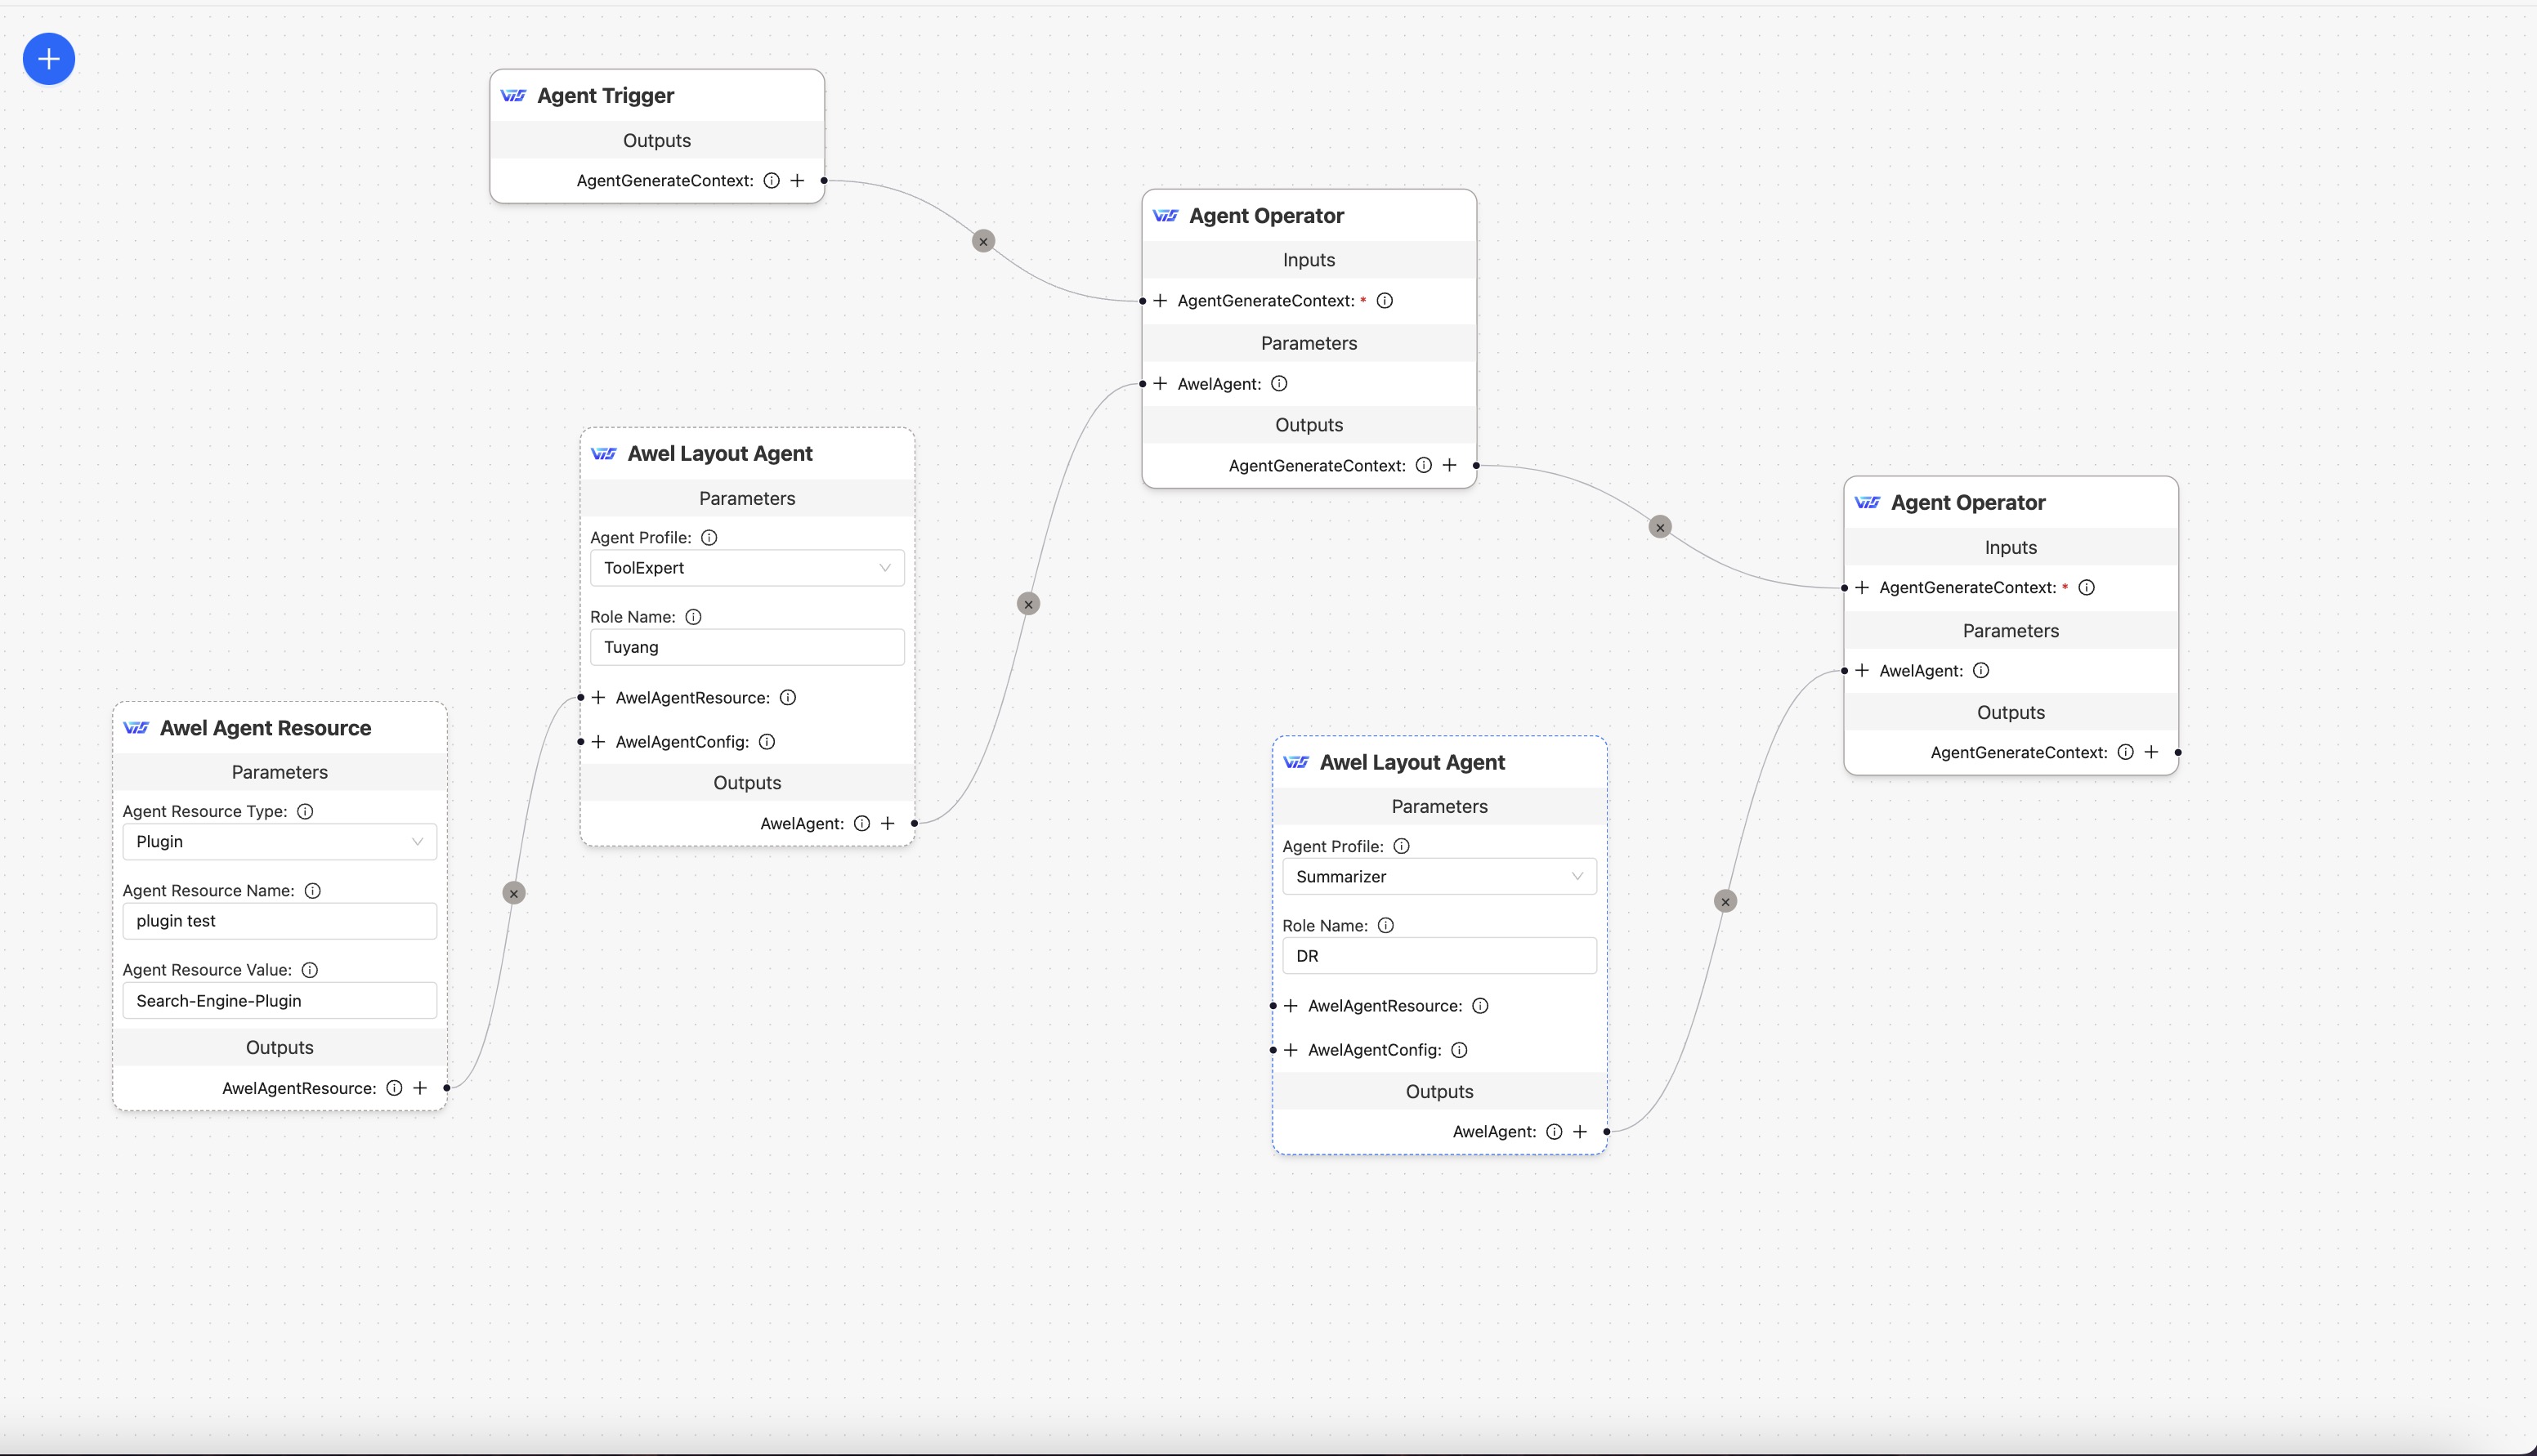 Agent Trigger
Outputs
AgentGenerateContext:
Agent Operator
Inputs
AgentGenerateContext: *
Parameters
AwelAgent:
Outputs
AgentGenerateContext:
Awel Layout Agent
Parameters
Agent Profile:
ToolExpert
Role Name:
Tuyang
AwelAgentResource:
AwelAgentConfig:
Outputs
AwelAgent:
Agent Operator
Inputs
AgentGenerateContext: *
Parameters
AwelAgent:
Outputs
AgentGenerateContext:
Awel Agent Resource
Parameters
Agent Resource Type:
Plugin
Agent Resource Name:
plugin test
Agent Resource Value:
Search-Engine-Plugin
Outputs
AwelAgentResource:
Awel Layout Agent
Parameters
Agent Profile:
Summarizer
Role Name:
DR
AwelAgentResource:
AwelAgentConfig:
Outputs
AwelAgent: